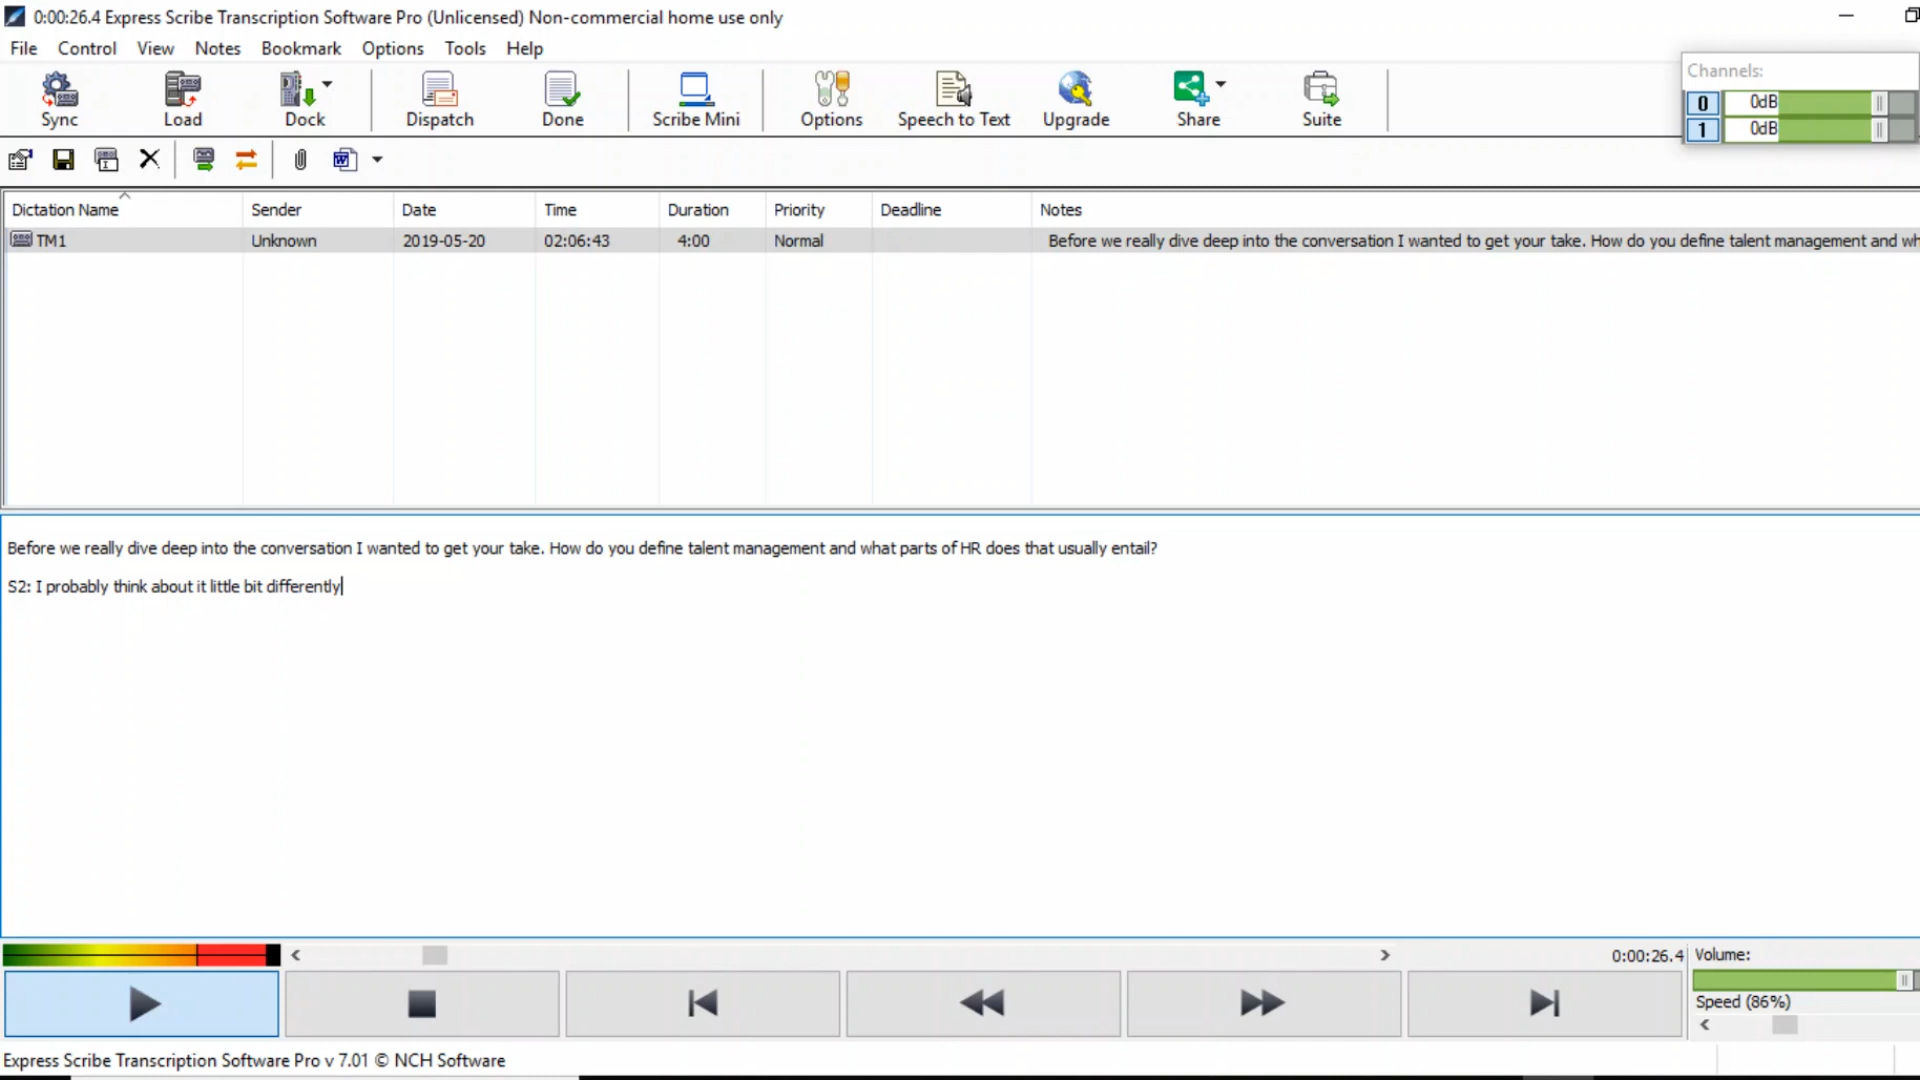 0:00:26.4 Express Scribe Transcription Software Pro (Unlicensed) Non-commercial home use only
File Control View Notes Bookmark Options Tools Help
Channels:
0 0dB
1 0dB
Sync Load Dock Dispatch Done Scribe Mini Options Speech to Text Upgrade Share Suite
Dictation Name Sender Date Time Duration Priority Deadline Notes
TM1 Unknown 2019-05-20 02:06:43 4:00 Normal Before we really dive deep into the conversation I wanted to get your take. How do you define talent management and wh
Before we really dive deep into the conversation I wanted to get your take. How do you define talent management and what parts of HR does that usually entail?
S2: I probably think about it little bit differently
0:00:26.4 Volume:
Speed (86%)
Express Scribe Transcription Software Pro v 7.01 © NCH Software